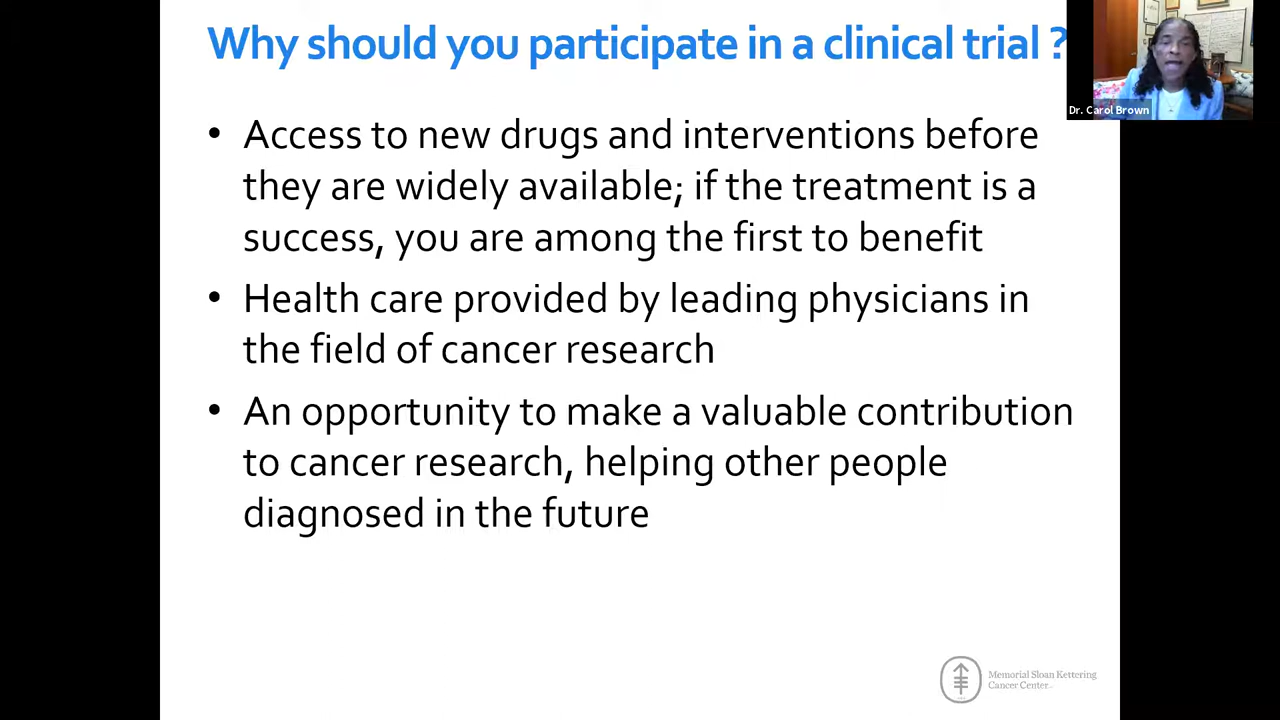 Why should you participate in a clinical trial ?
Dr. Carol Brown
• Access to new drugs and interventions before
they are widely available; if the treatment is a
success, you are among the first to benefit
• Health care provided by leading physicians in
the field of cancer research
• An opportunity to make a valuable contribution
to cancer research, helping other people
diagnosed in the future
Memorial Sloan Kettering
Cancer Center